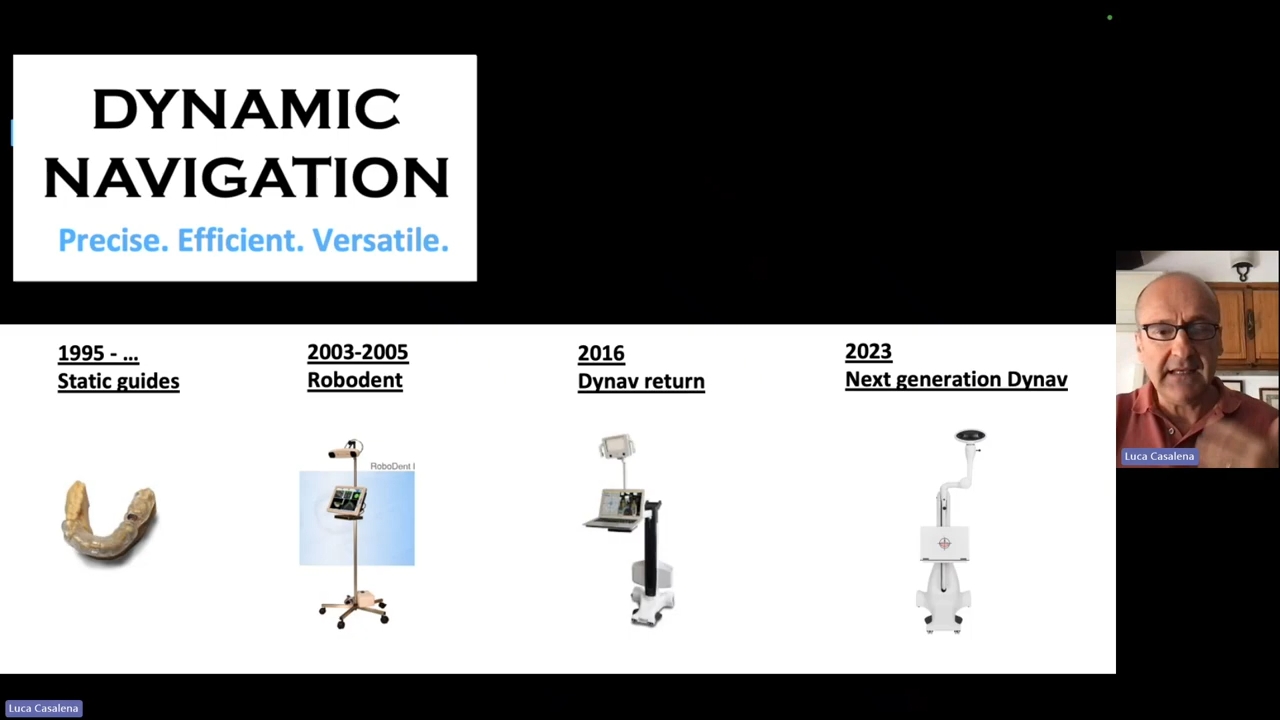 DYNAMIC
NAVIGATION
Precise. Efficient. Versatile.
1995 - ...
Static guides
2003-2005
Robodent
2016
Dynav return
2023
Next generation Dynav
RoboDent I
Luca Casalena
Luca Casalena